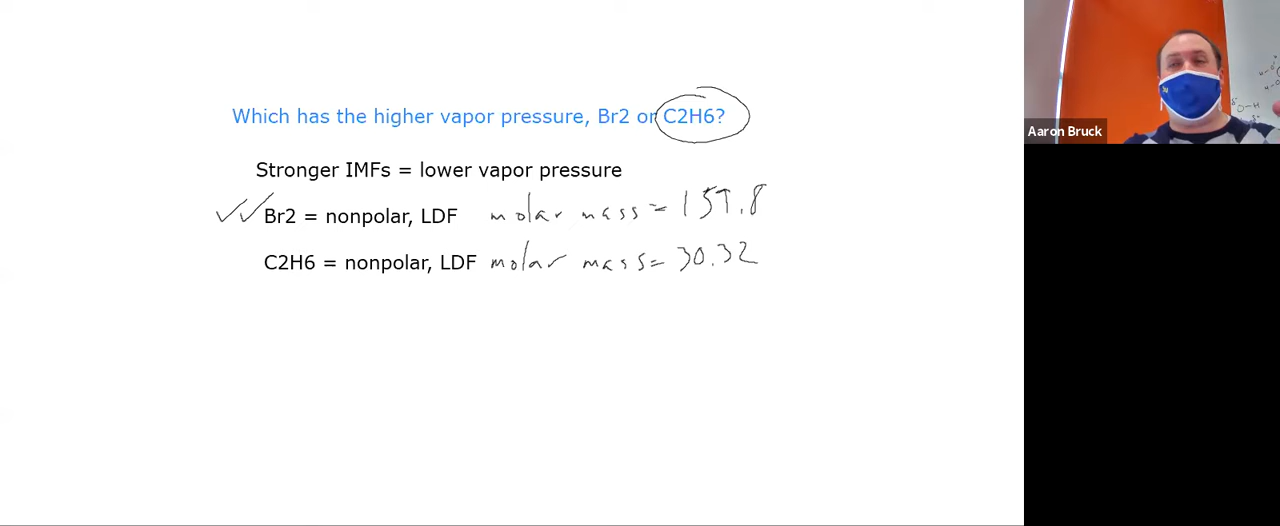 Which has the higher vapor pressure, Br2 or C2H6?
Stronger IMFs = lower vapor pressure
Br2 = nonpolar, LDF molar mass = 159.8
C2H6 = nonpolar, LDF molar mass = 30.32
Aaron Bruck